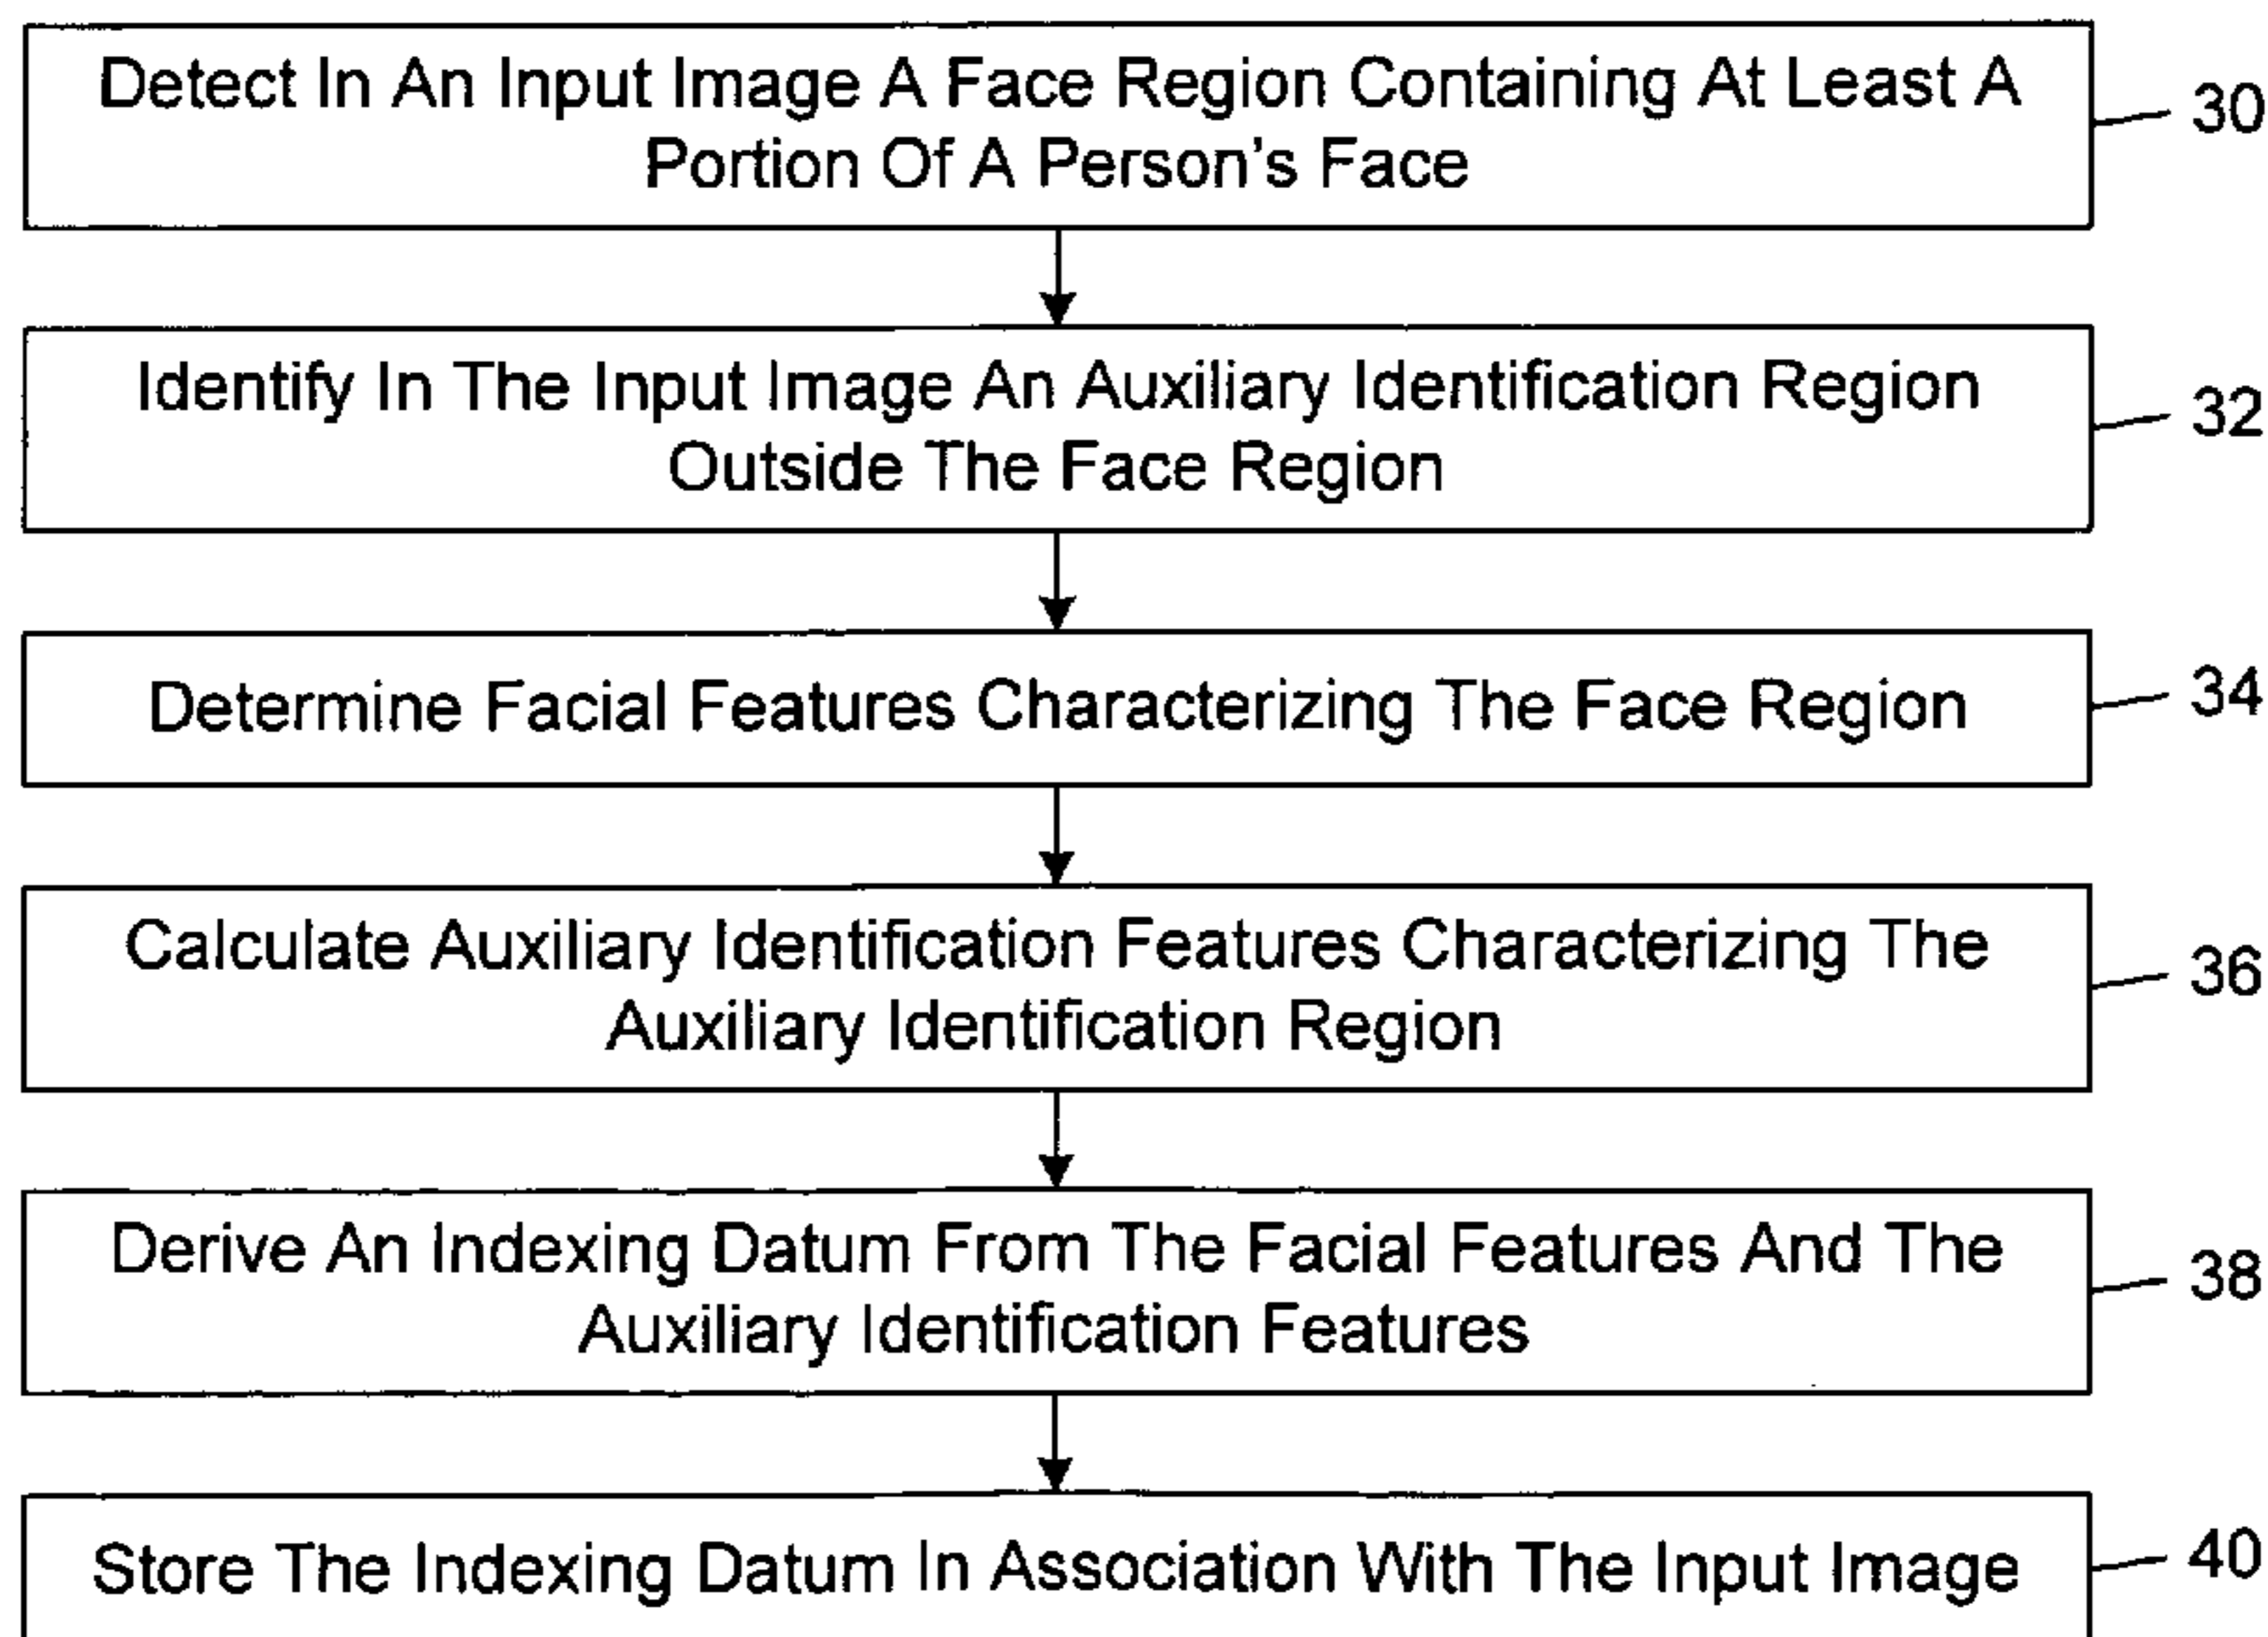 Detect In An Input Image A Face Region Containing At Least A
Portion Of A Person's Face
30
Identify In The Input Image An Auxiliary Identification Region
Outside The Face Region
32
Determine Facial Features Characterizing The Face Region
34
Calculate Auxiliary Identification Features Characterizing The
Auxiliary Identification Region
36
Derive An Indexing Datum From The Facial Features And The
Auxiliary Identification Features
38
Store The Indexing Datum In Association With The Input Image
40